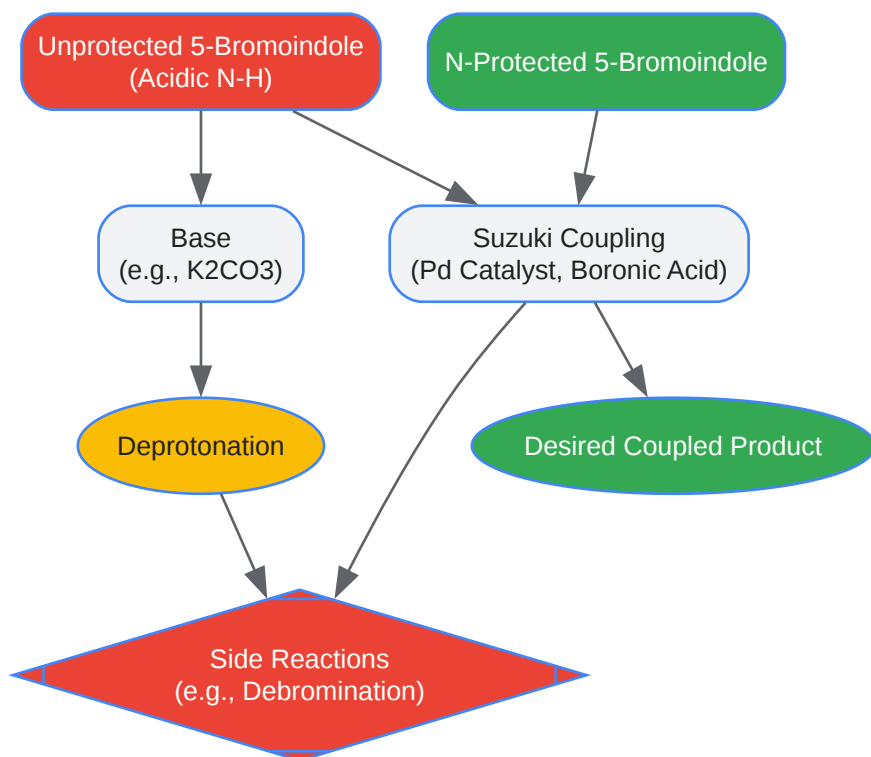 Unprotected 5-Bromoindole
(Acidic N-H)
N-Protected 5-Bromoindole
Base
(e.g., K2CO3)
Suzuki Coupling
(Pd Catalyst, Boronic Acid)
Deprotonation
Desired Coupled Product
Side Reactions
(e.g., Debromination)